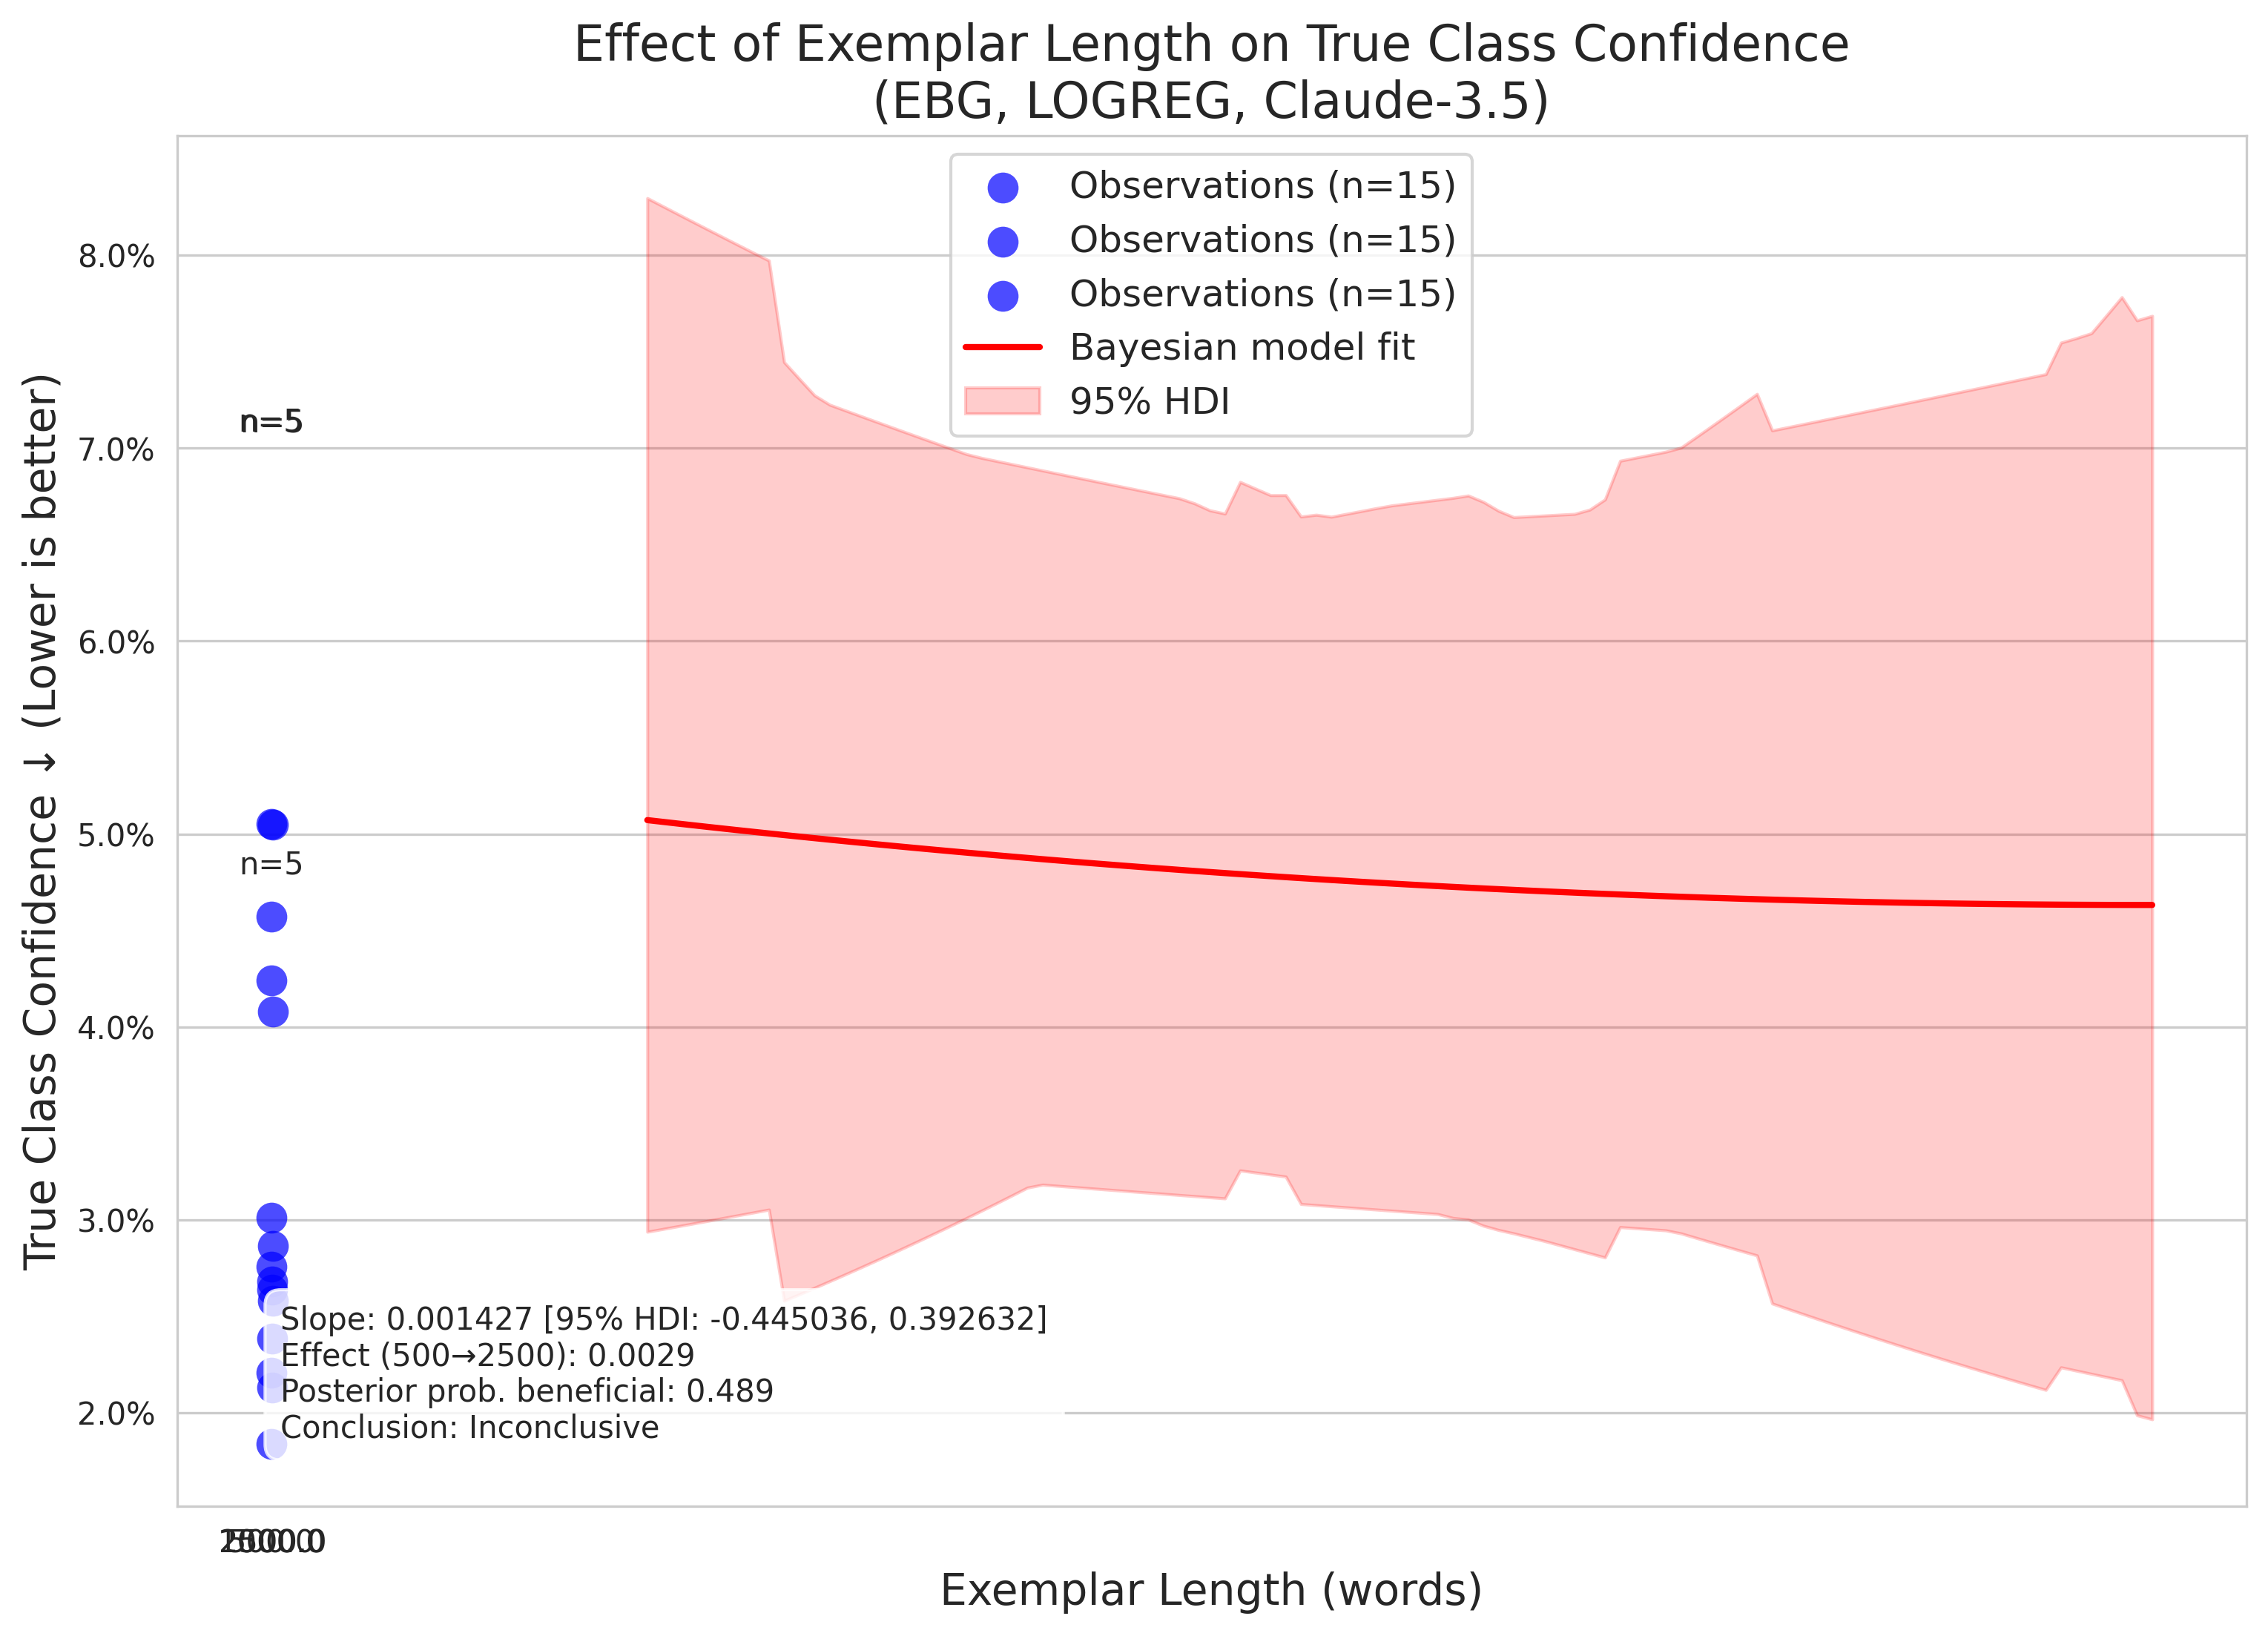 Effect of Exemplar Length on True Class Confidence
(EBG, LOGREG, Claude-3.5)
Observations (n=15)
Observations (n=15)
Observations (n=15)
Bayesian model fit
95% HDI
True Class Confidence ↓ (Lower is better)
8.0%
7.0%
6.0%
5.0%
4.0%
3.0%
2.0%
n=5
n=5
Slope: 0.001427 [95% HDI: -0.445036, 0.392632]
Effect (500→2500): 0.0029
Posterior prob. beneficial: 0.489
Conclusion: Inconclusive
Exemplar Length (words)